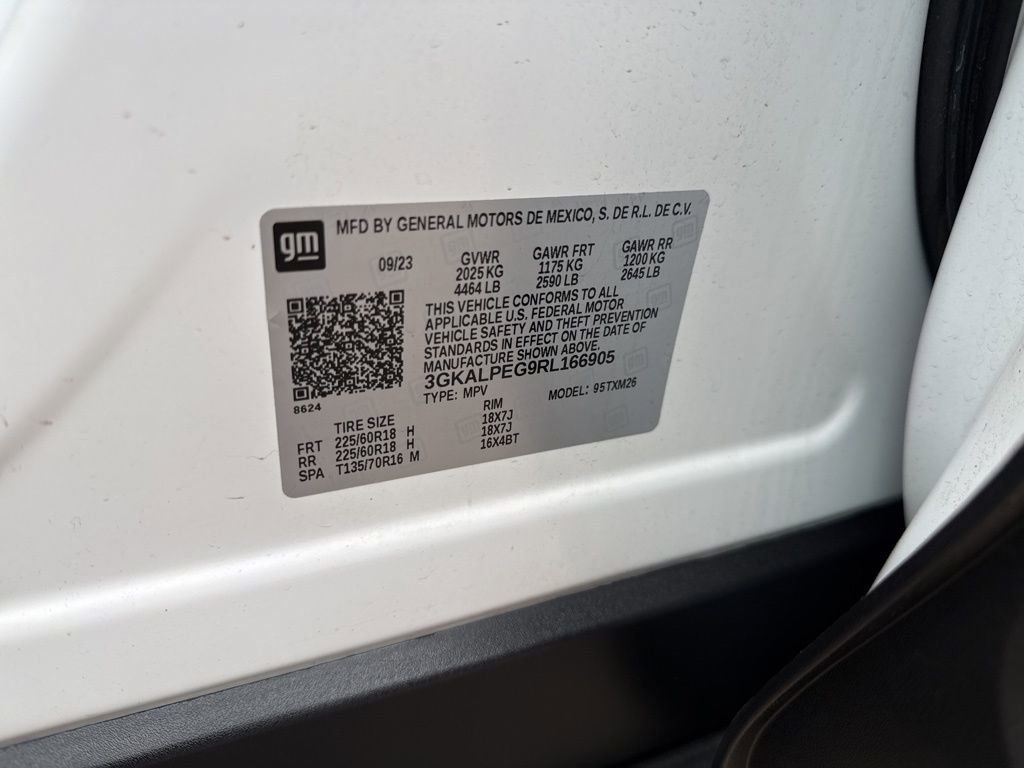 gm
MFD BY GENERAL MOTORS DE MEXICO, S. DE R.L. DE C.V.
09/23 GVWR GAWR FRT GAWR RR
2025 KG 1175 KG 1200 KG
4464 LB 2590 LB 2645 LB
THIS VEHICLE CONFORMS TO ALL
APPLICABLE U.S. FEDERAL MOTOR
VEHICLE SAFETY AND THEFT PREVENTION
STANDARDS IN EFFECT ON THE DATE OF
MANUFACTURE SHOWN ABOVE.
3GKALPEG9RL166905
TYPE: MPV MODEL: 95TXM26
8624
TIRE SIZE RIM
FRT 225/60R18 H 18X7J
RR 225/60R18 H 18X7J
SPA T135/70R16 M 16X4BT